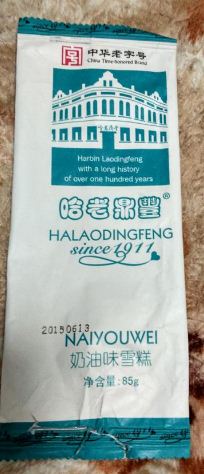 中华老字号
China Time-honored Brand
Harbin Laodingfeng
with a long history
of over one hundred years
哈老鼎豐®
HALAODINGFENG
since 1911
20150613
NAIYOUWEI
奶油味雪糕
净含量:85g